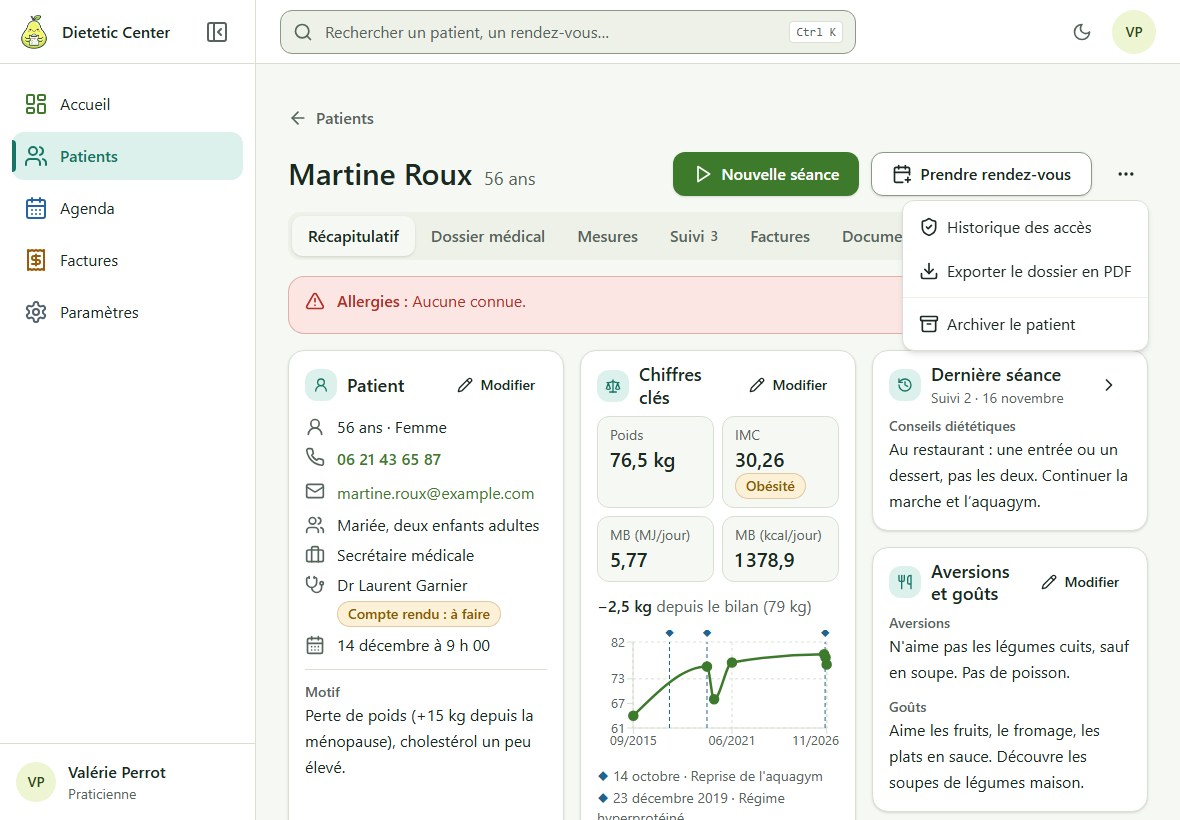 Dietetic Center
Rechercher un patient, un rendez-vous...
Ctrl K
VP
Accueil
Patients
Agenda
Factures
Paramètres
VP
Valérie Perrot
Praticienne
Patients
Martine Roux 56 ans
Nouvelle séance
Prendre rendez-vous
Historique des accès
Exporter le dossier en PDF
Archiver le patient
Récapitulatif
Dossier médical
Mesures
Suivi 3
Factures
Docume
Allergies : Aucune connue.
Patient
Modifier
56 ans · Femme
06 21 43 65 87
martine.roux@example.com
Mariée, deux enfants adultes
Secrétaire médicale
Dr Laurent Garnier
Compte rendu : à faire
14 décembre à 9 h 00
Motif
Perte de poids (+15 kg depuis la
ménopause), cholestérol un peu
élevé.
Chiffres
clés
Modifier
Poids
76,5 kg
IMC
30,26
Obésité
MB (MJ/jour)
5,77
MB (kcal/jour)
1 378,9
−2,5 kg depuis le bilan (79 kg)
82
73
67
61
09/2015
06/2021
11/2026
14 octobre · Reprise de l'aquagym
23 décembre 2019 · Régime
hyperprotéiné
Dernière séance
Suivi 2 · 16 novembre
Conseils diététiques
Au restaurant : une entrée ou un
dessert, pas les deux. Continuer la
marche et l’aquagym.
Aversions
et goûts
Modifier
Aversions
N'aime pas les légumes cuits, sauf
en soupe. Pas de poisson.
Goûts
Aime les fruits, le fromage, les
plats en sauce. Découvre les
soupes de légumes maison.